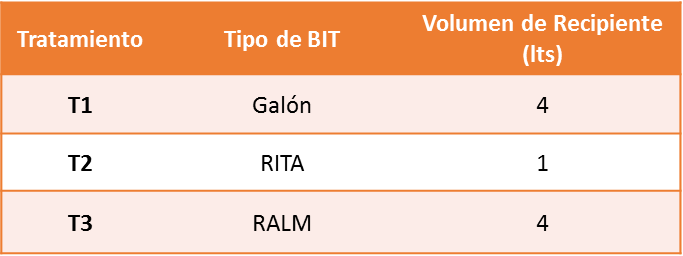 Tratamiento Tipo de BIT Volumen de Recipiente
(lts)
T1 Galón 4
T2 RITA 1
T3 RALM 4